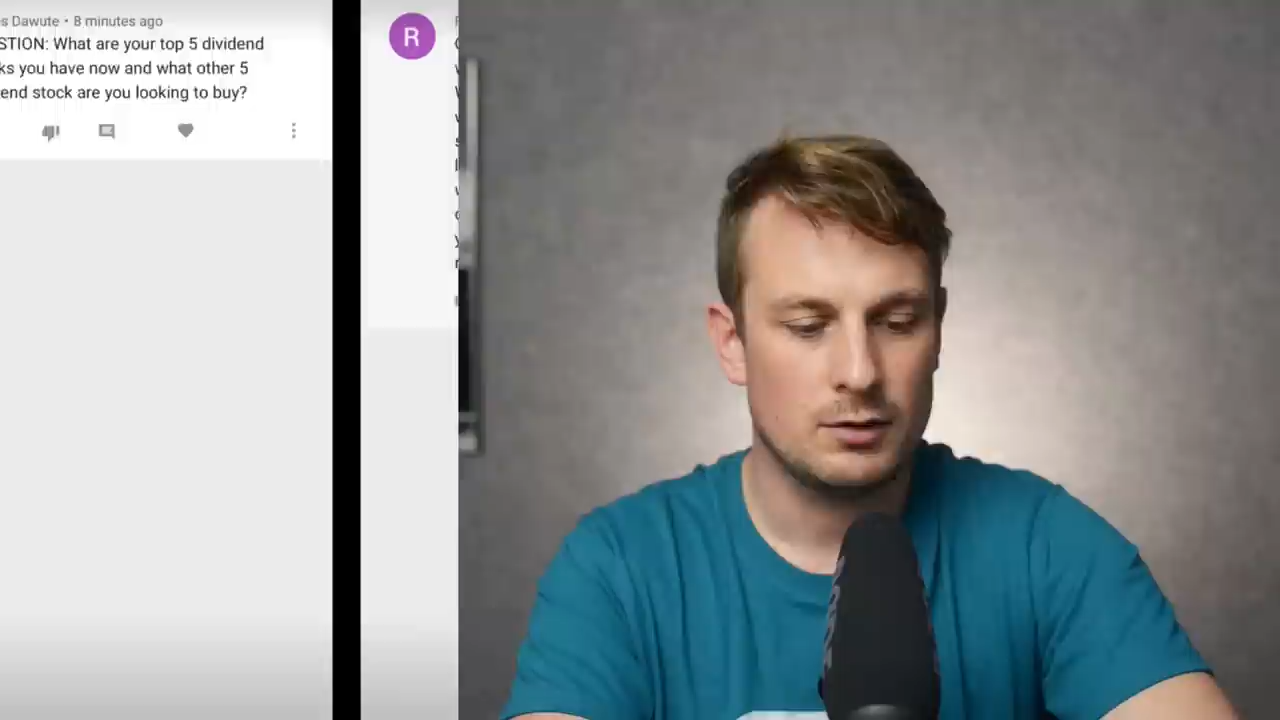 s Dawute • 8 minutes ago
STION: What are your top 5 dividend
ks you have now and what other 5
end stock are you looking to buy?
R